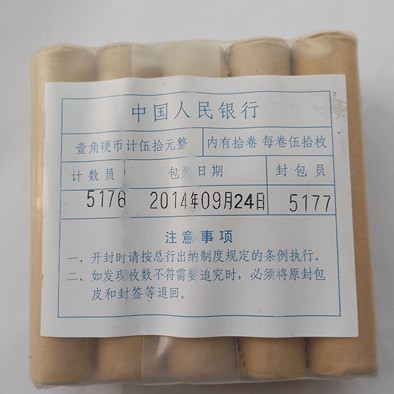 中国人民银行
壹角硬币计伍拾元整 内有拾卷 每卷伍拾枚
计数员 包装日期 封包员
5176 2014年09月24日 5177
注意事项
一、开封时请按总行出纳制度规定的条例执行。
二、如发现枚数不符需要追究时，必须将原封包
皮和封签等退回。